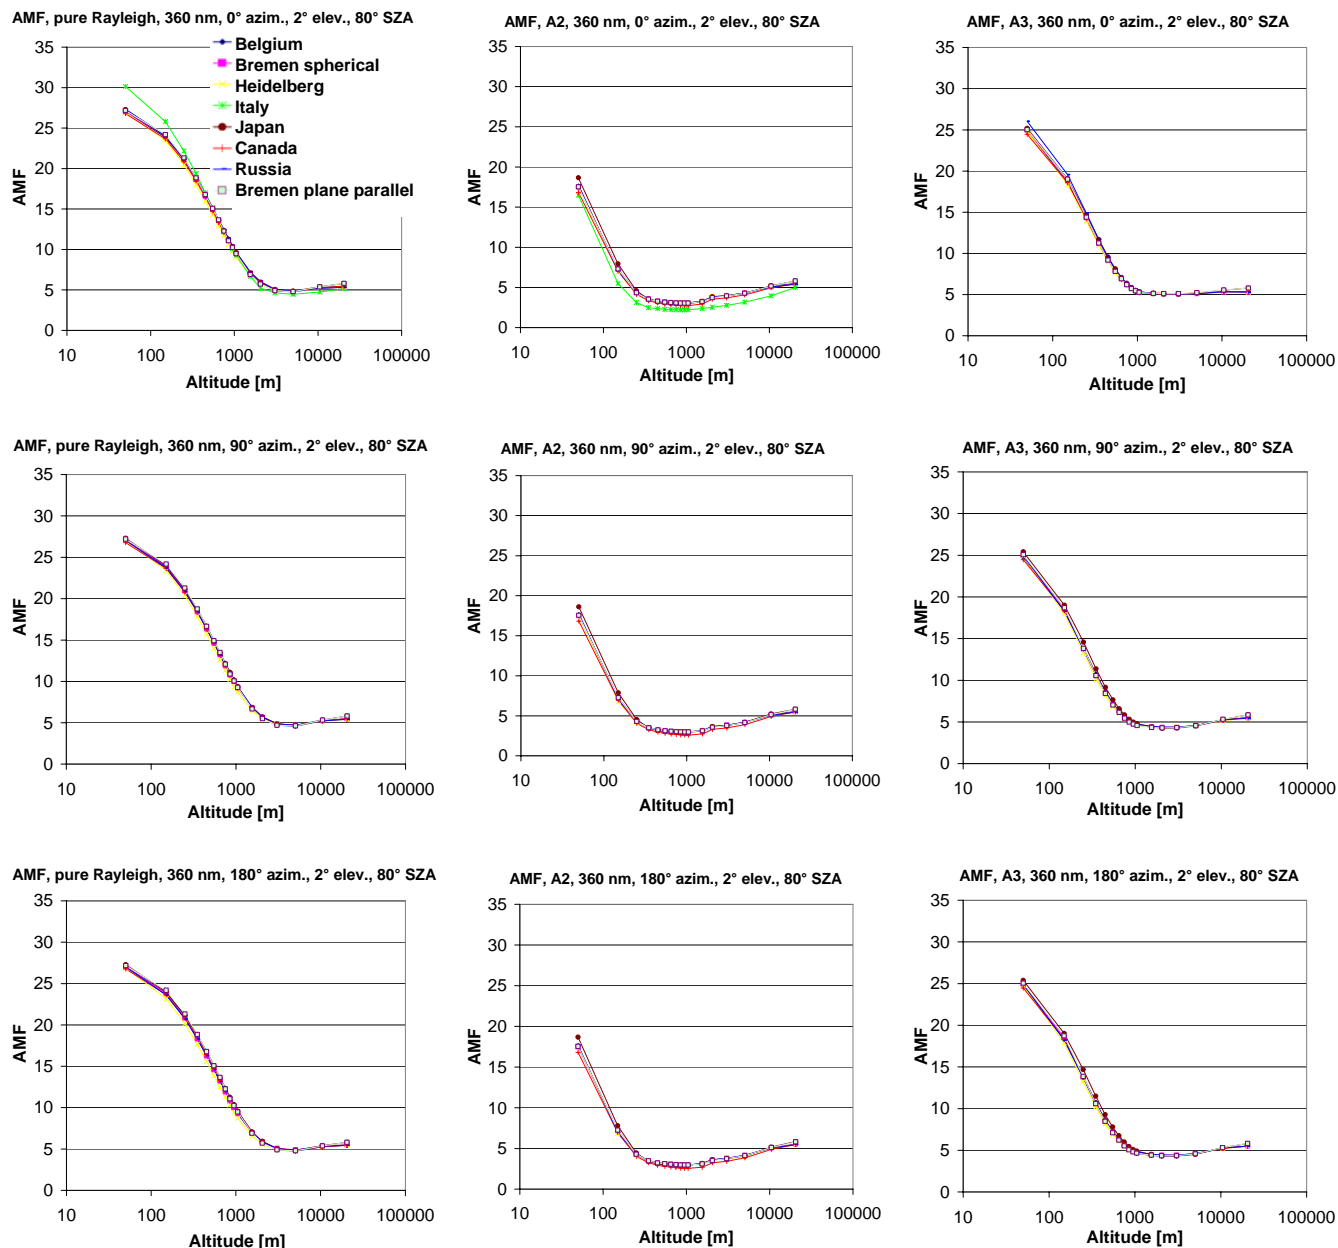 AMF, pure Rayleigh, 360 nm, 0° azim., 2° elev., 80° SZA
35
30
25
20
15
10
5
0
AMF
10 100 1000 10000 100000
Altitude [m]
Belgium
Bremen spherical
Heidelberg
Italy
Japan
Canada
Russia
Bremen plane parallel
AMF, A2, 360 nm, 0° azim., 2° elev., 80° SZA
35
30
25
20
15
10
5
0
AMF
10 100 1000 10000 100000
Altitude [m]
AMF, A3, 360 nm, 0° azim., 2° elev., 80° SZA
35
30
25
20
15
10
5
0
AMF
10 100 1000 10000 100000
Altitude [m]
AMF, pure Rayleigh, 360 nm, 90° azim., 2° elev., 80° SZA
35
30
25
20
15
10
5
0
AMF
10 100 1000 10000 100000
Altitude [m]
AMF, A2, 360 nm, 90° azim., 2° elev., 80° SZA
35
30
25
20
15
10
5
0
AMF
10 100 1000 10000 100000
Altitude [m]
AMF, A3, 360 nm, 90° azim., 2° elev., 80° SZA
35
30
25
20
15
10
5
0
AMF
10 100 1000 10000 100000
Altitude [m]
AMF, pure Rayleigh, 360 nm, 180° azim., 2° elev., 80° SZA
35
30
25
20
15
10
5
0
AMF
10 100 1000 10000 100000
Altitude [m]
AMF, A2, 360 nm, 180° azim., 2° elev., 80° SZA
35
30
25
20
15
10
5
0
AMF
10 100 1000 10000 100000
Altitude [m]
AMF, A3, 360 nm, 180° azim., 2° elev., 80° SZA
35
30
25
20
15
10
5
0
AMF
10 100 1000 10000 100000
Altitude [m]